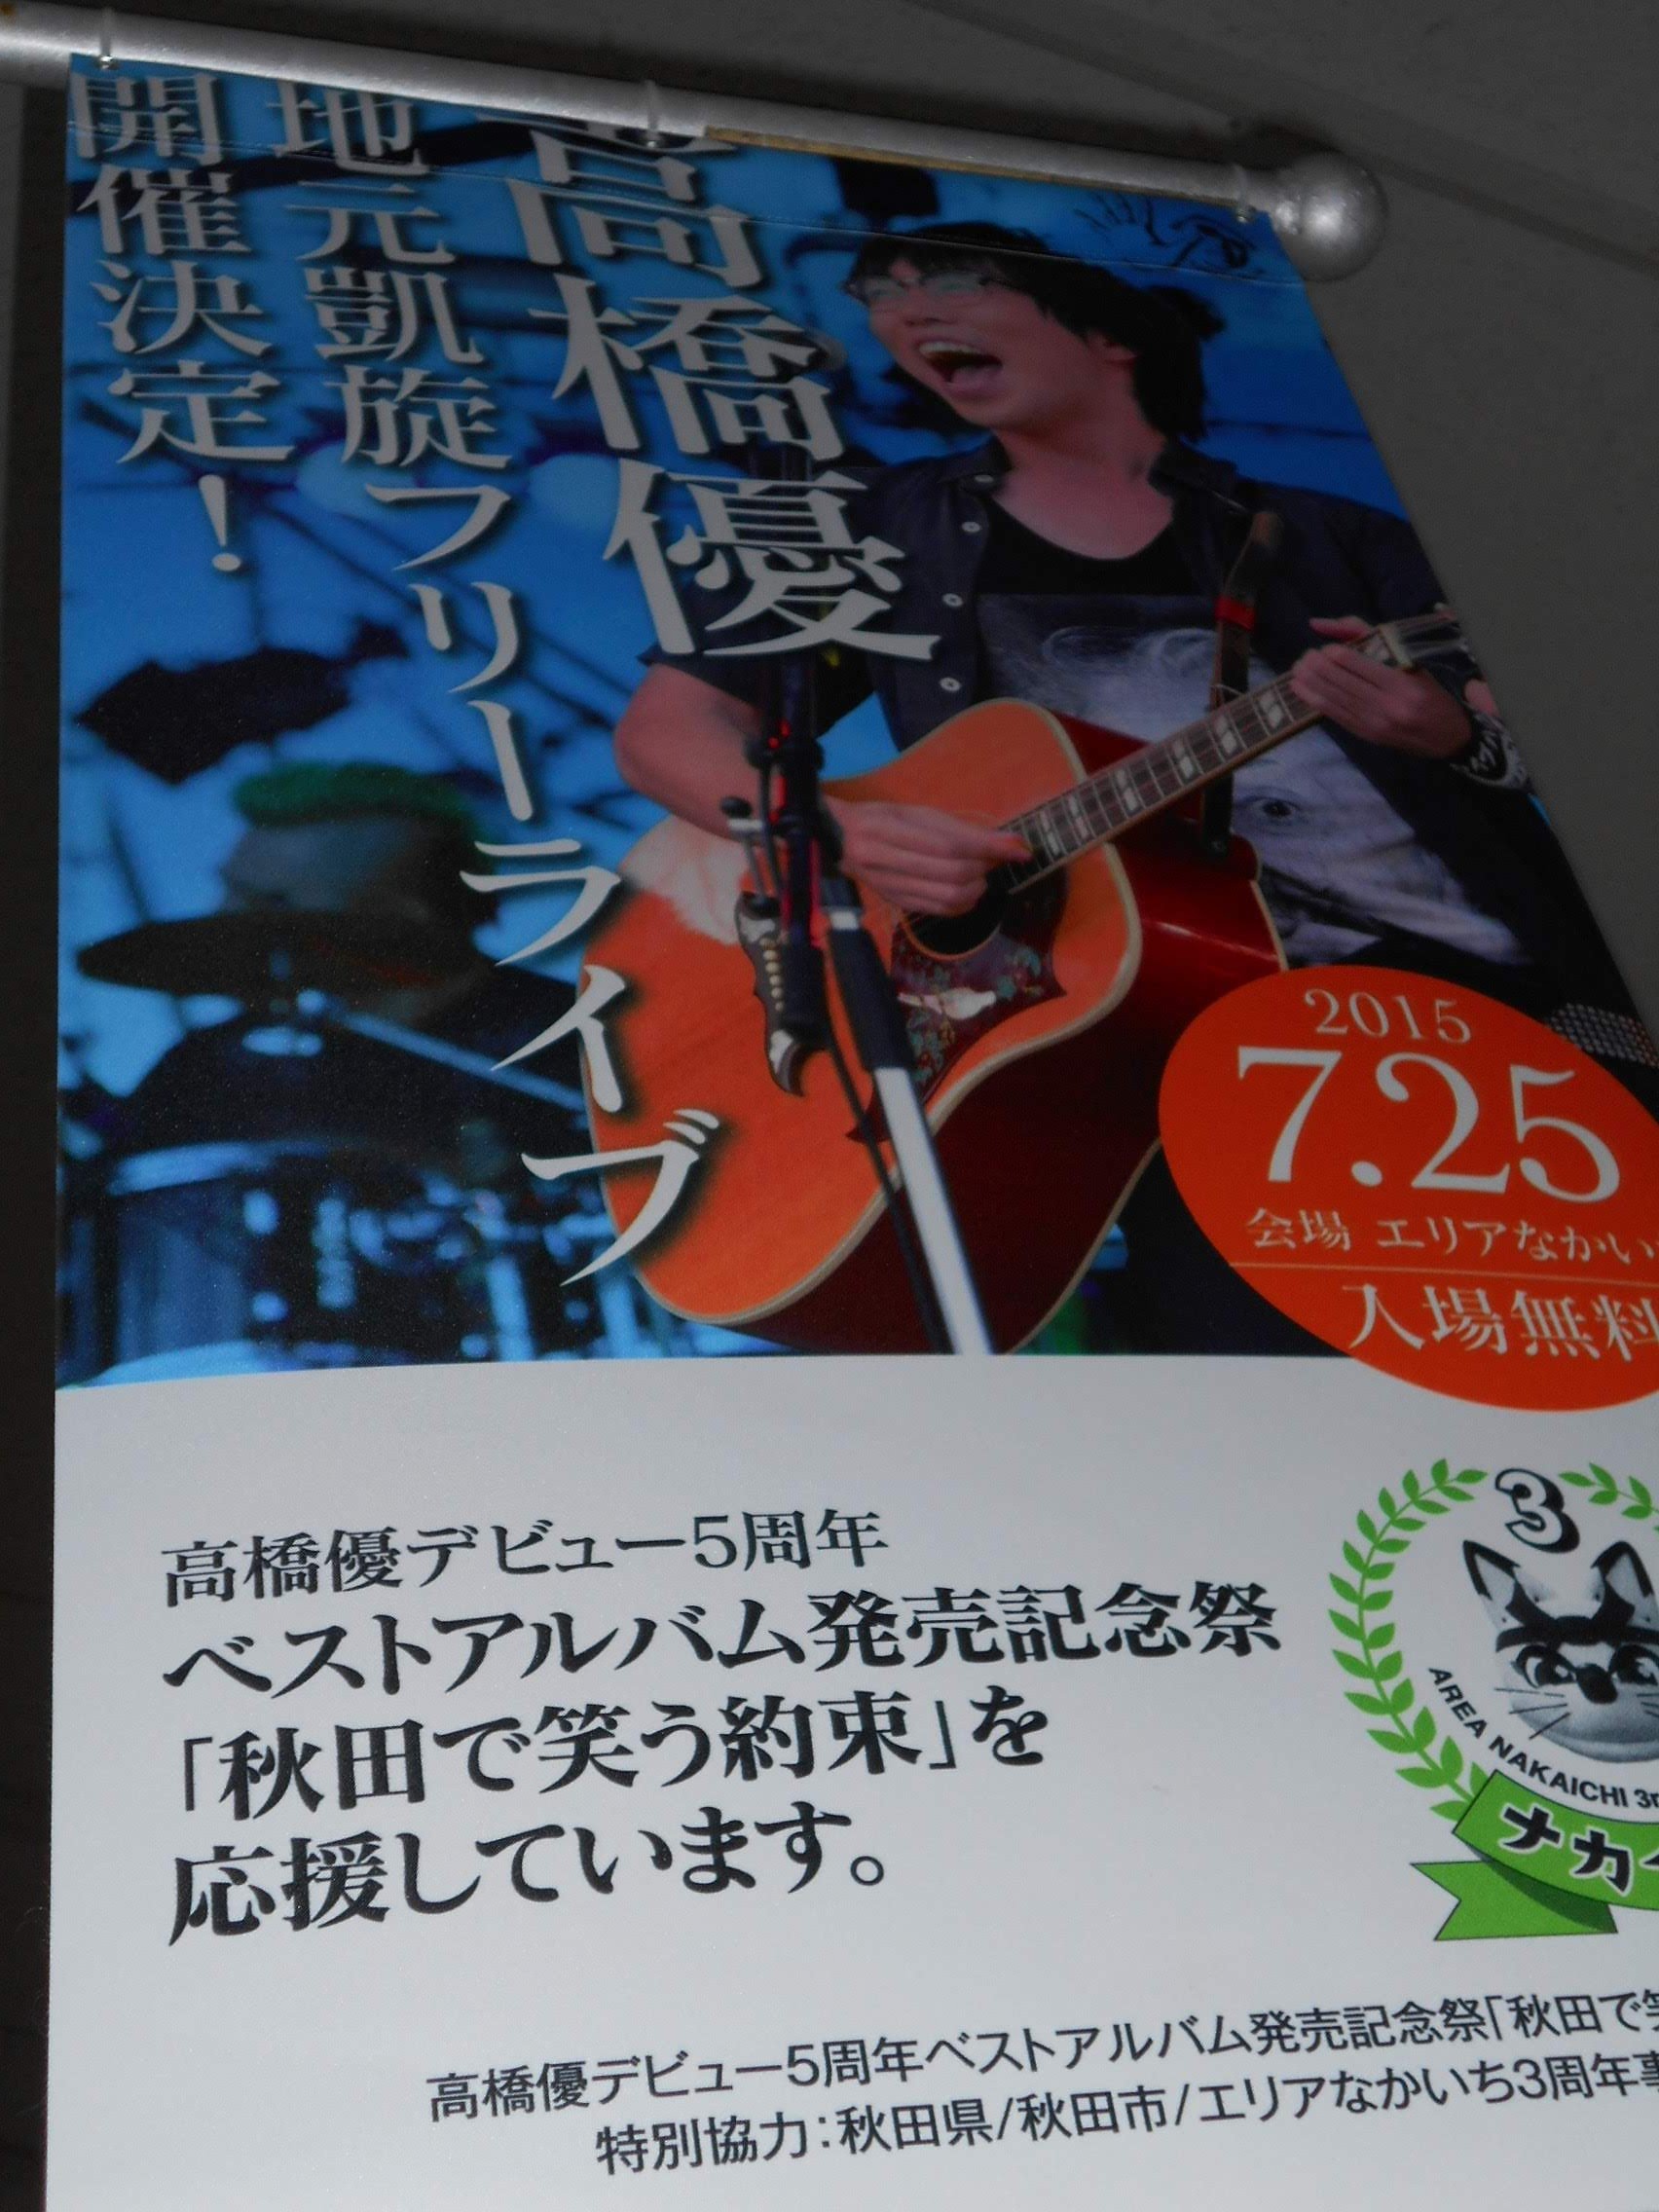 高橋優
地元凱旋フリーライブ
開催決定!
2015
7.25
会場 エリアなかい
入場無料
高橋優デビュー5周年
ベストアルバム発売記念祭
「秋田で笑う約束」を
応援しています。
3
AREA NAKAICHI 3r
メカ
高橋優デビュー5周年ベストアルバム発売記念祭「秋田で笑
特別協力:秋田県/秋田市/エリアなかいち3周年事